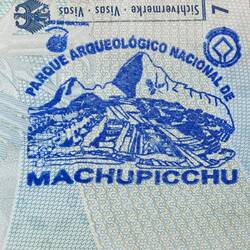 Sichtvermerke · Visas · Visas
7
PARQUE ARQUEOLÓGICO NACIONAL DE
MACHUPICCHU